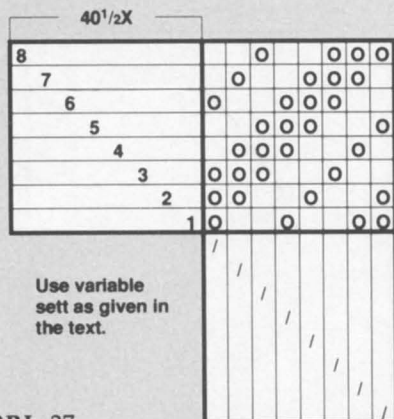 40½X
8 O O O O
7 O O O O
6 O O O O
5 O O O O
4 O O O O
3 O O O O
2 O O O O
1 O O O O
/
/
/
/
/
/
/
/
Use variable
sett as given in
the text.